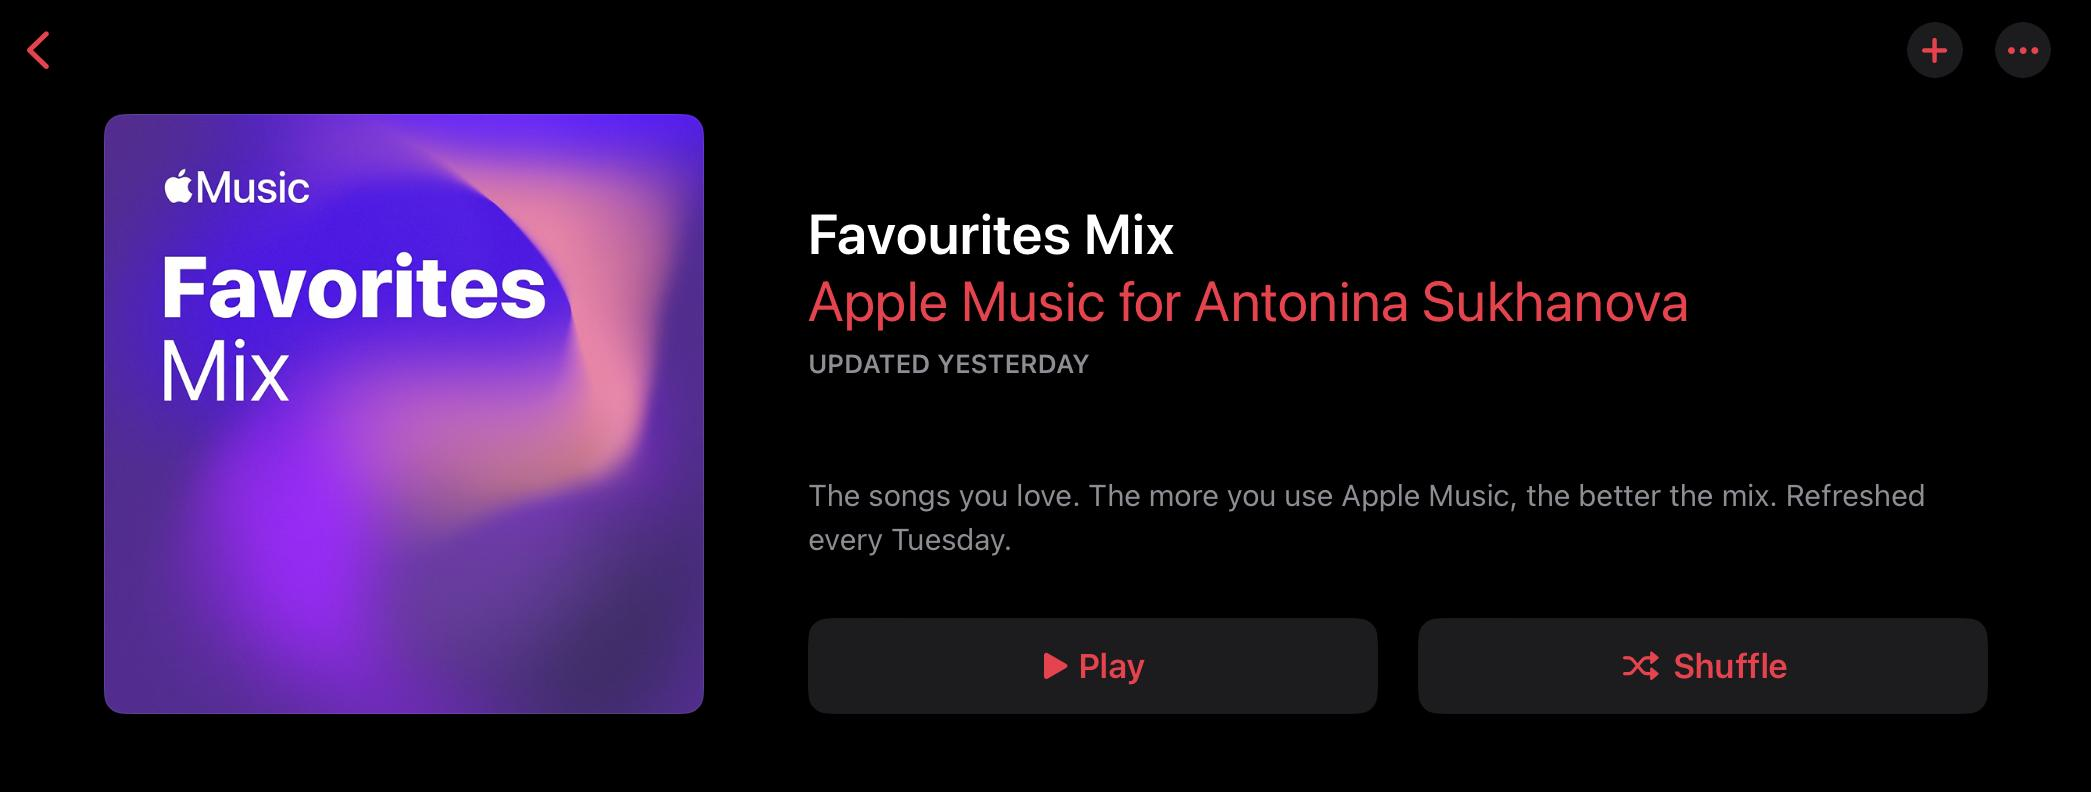 Music
Favorites
Mix
Favourites Mix
Apple Music for Antonina Sukhanova
UPDATED YESTERDAY
The songs you love. The more you use Apple Music, the better the mix. Refreshed
every Tuesday.
Play
Shuffle